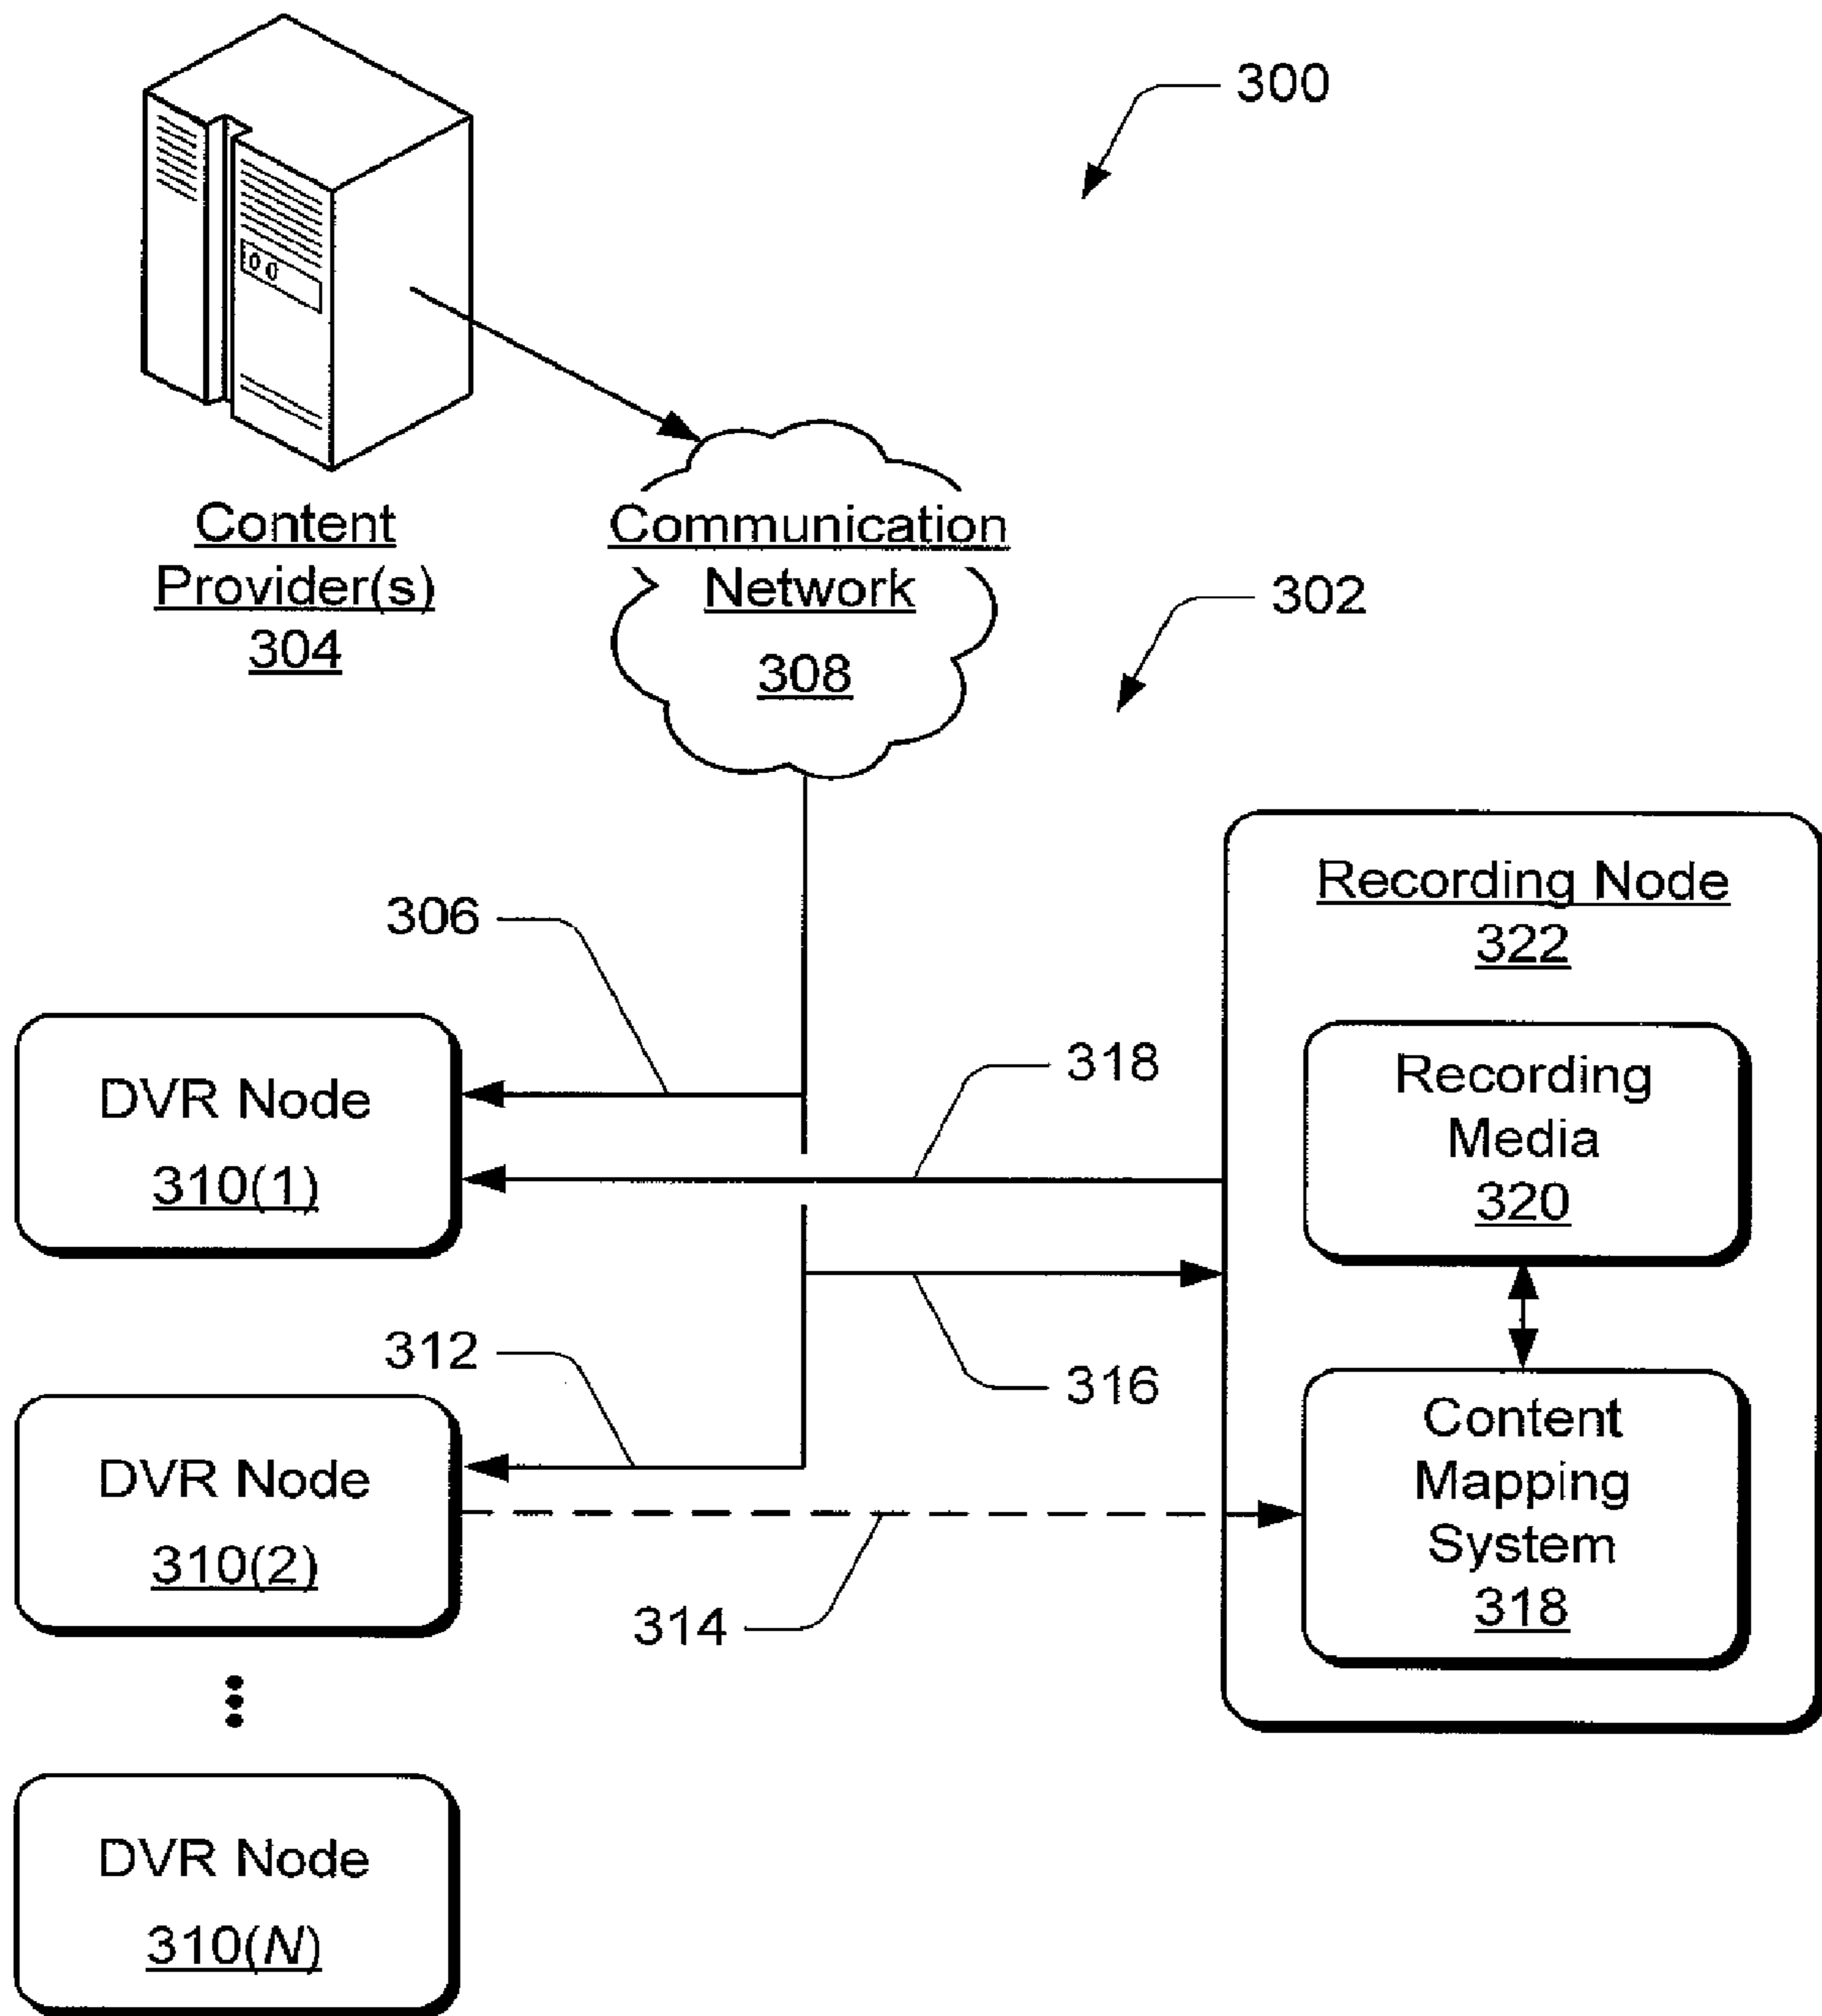 300
Content
Provider(s)
304
Communication
Network
308
302
Recording Node
322
306
318
DVR Node
310(1)
Recording
Media
320
312
316
DVR Node
310(2)
314
Content
Mapping
System
318
DVR Node
310(N)